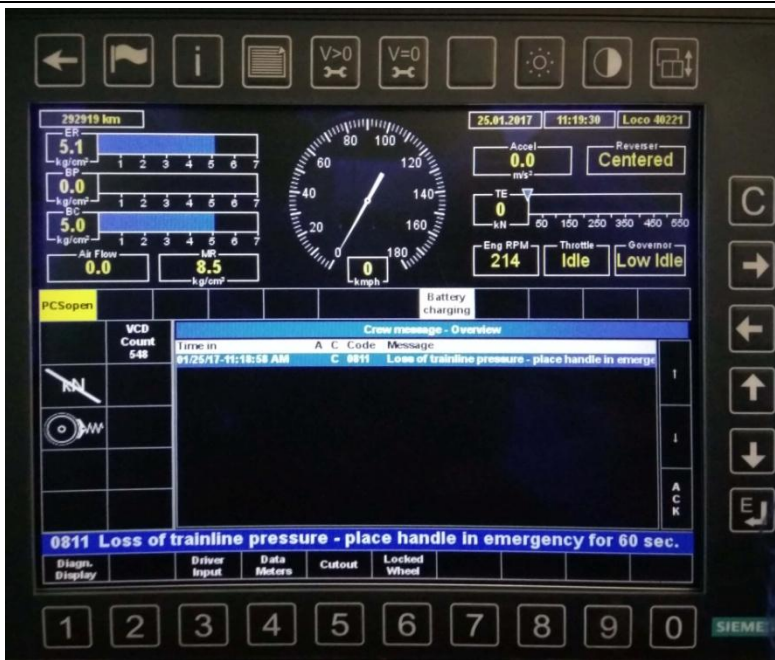 i
V>0
V=0
C
E
292919 km
25.01.2017
11:19:30
Loco 40221
ER
5.1
kg/cm²
1 2 3 4 5 6 7
BP
0.0
kg/cm²
1 2 3 4 5 6 7
BC
5.0
kg/cm²
1 2 3 4 5 6 7
Air Flow
0.0
MR
8.5
kg/cm²
0 20 40 60 80 100 120 140 160 180
0
kmph
Accel
0.0
m/s²
Reverser
Centered
TE
0
kN
50 150 250 350 450 550
Eng RPM
214
Throttle
Idle
Governor
Low Idle
PCSopen
Battery
charging
VCD
Count
548
kN
Crew message - Overview
Time in A C Code Message
01/25/17-11:18:58 AM C 0811 Loss of trainline pressure - place handle in emerge
A
C
K
0811 Loss of trainline pressure - place handle in emergency for 60 sec.
Diagn.
Display
Driver
Input
Data
Meters
Cutout
Locked
Wheel
1 2 3 4 5 6 7 8 9 0
SIEME